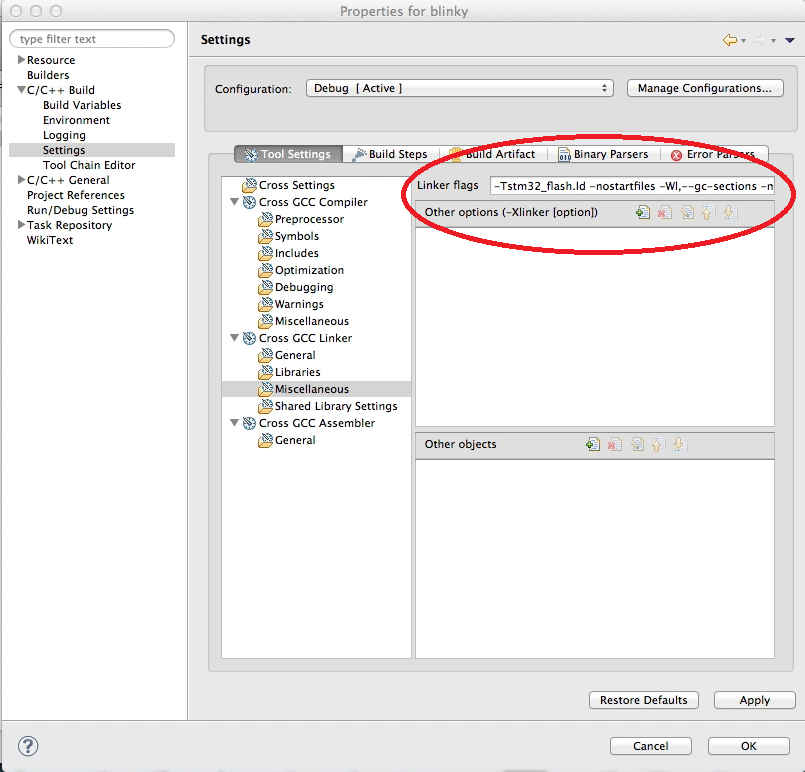 Properties for blinky
type filter text
Settings
Resource
Builders
C/C++ Build
Build Variables
Environment
Logging
Settings
Tool Chain Editor
C/C++ General
Project References
Run/Debug Settings
Task Repository
WikiText
Configuration:
Debug [ Active ]
Manage Configurations...
Tool Settings
Build Steps
Build Artifact
Binary Parsers
Error Parsers
Cross Settings
Cross GCC Compiler
Preprocessor
Symbols
Includes
Optimization
Debugging
Warnings
Miscellaneous
Cross GCC Linker
General
Libraries
Miscellaneous
Shared Library Settings
Cross GCC Assembler
General
Linker flags
-Tstm32_flash.ld -nostartfiles -Wl,--gc-sections -n
Other options (-Xlinker [option])
Other objects
Restore Defaults
Apply
Cancel
OK